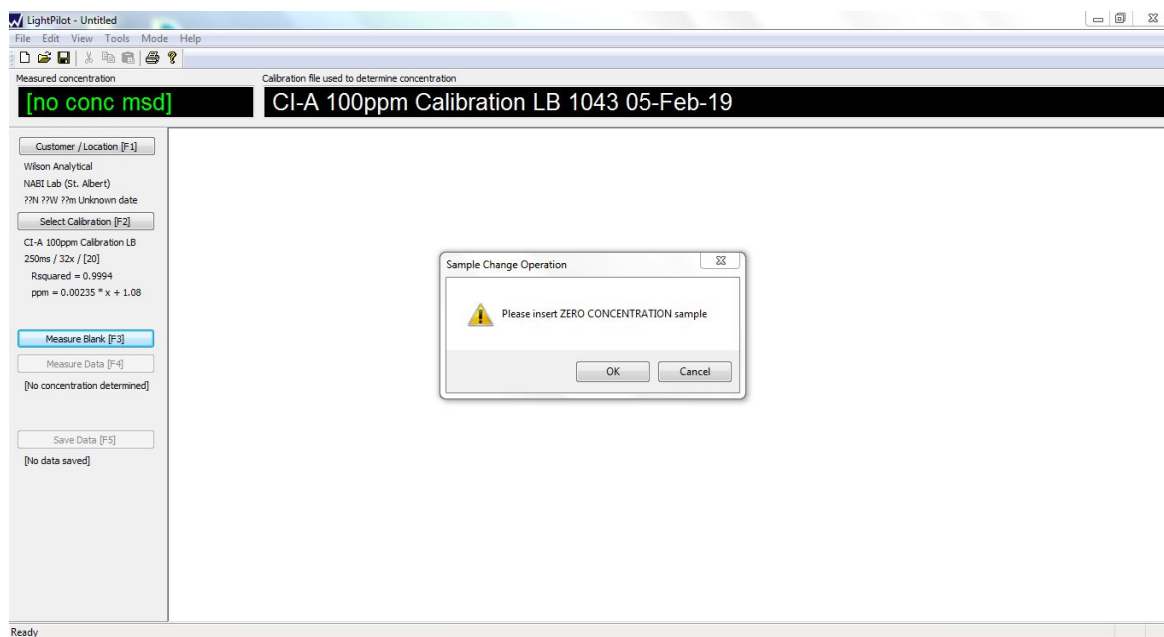 LightPilot - Untitled
File Edit View Tools Mode Help
Measured concentration
Calibration file used to determine concentration
[no conc msd]
CI-A 100ppm Calibration LB 1043 05-Feb-19
Customer / Location [F1]
Wilson Analytical
NABI Lab (St. Albert)
??N ??W ??m Unknown date
Select Calibration [F2]
CI-A 100ppm Calibration LB
250ms / 32x / [20]
Rsquared = 0.9994
ppm = 0.00235 * x + 1.08
Measure Blank [F3]
Measure Data [F4]
[No concentration determined]
Save Data [F5]
[No data saved]
Sample Change Operation
Please insert ZERO CONCENTRATION sample
OK Cancel
Ready